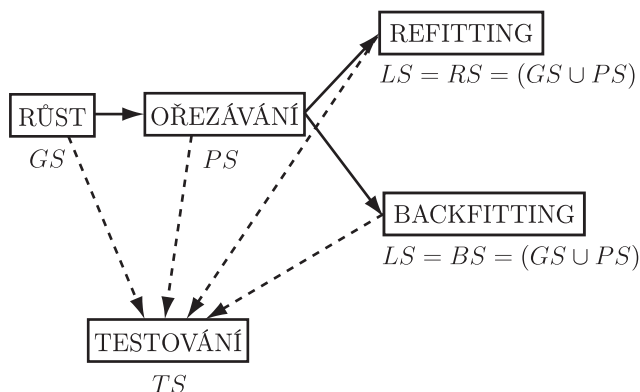 REFITTING
LS = RS = (GS ∪ PS)
RŮST
OŘEZÁVÁNÍ
GS
PS
BACKFITTING
LS = BS = (GS ∪ PS)
TESTOVÁNÍ
TS